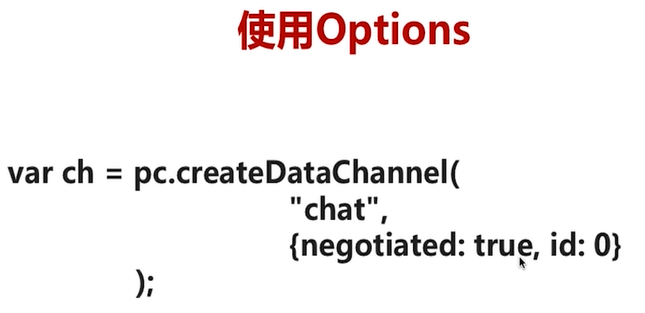 使用Options
var ch = pc.createDataChannel(
"chat",
{negotiated: true, id: 0}
);